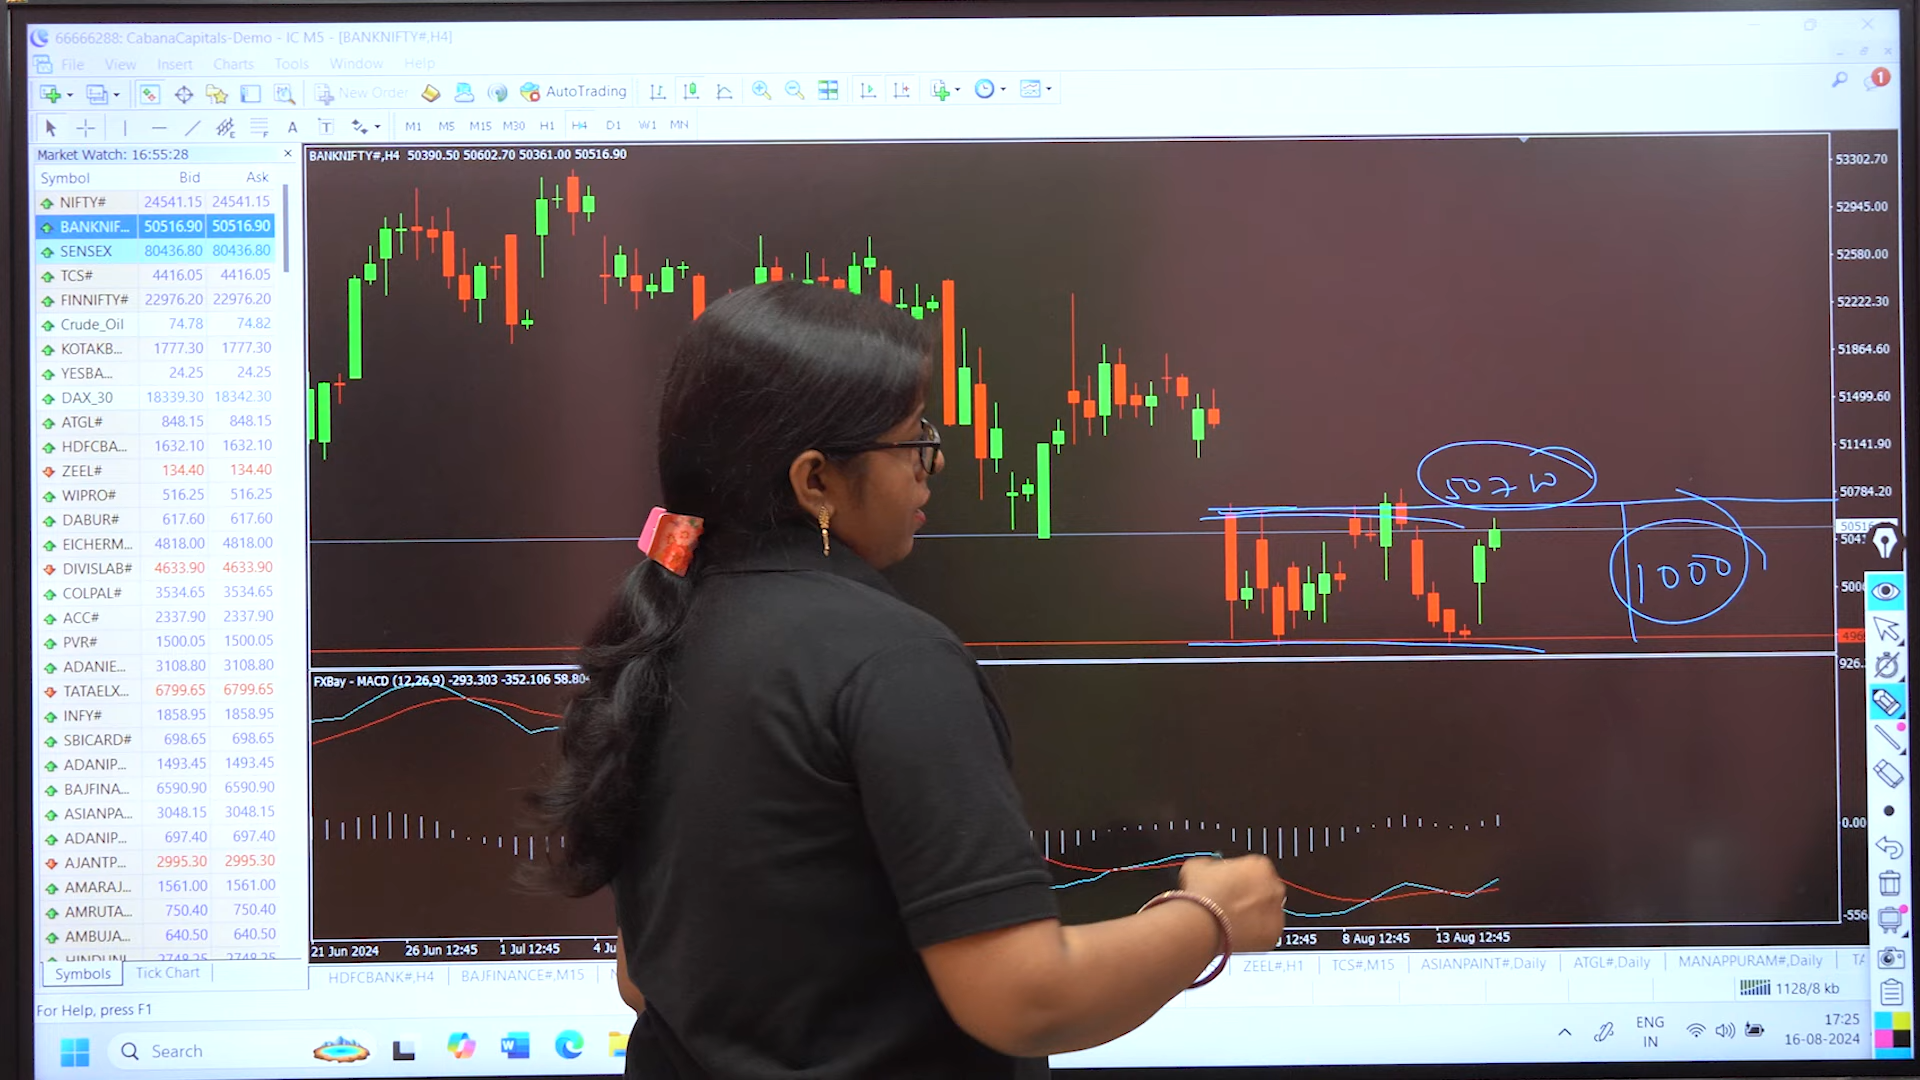 66666288: CabanaCapitals-Demo - IC M5 - [BANKNIFTY#,H4]
File View Insert Charts Tools Window Help
New Order AutoTrading 1
A T M1 M5 M15 M30 H1 H4 D1 W1 MN
Market Watch: 16:55:28
Symbol Bid Ask
NIFTY# 24541.15 24541.15
BANKNIF... 50516.90 50516.90
SENSEX 80436.80 80436.80
TCS# 4416.05 4416.05
FINNIFTY# 22976.20 22976.20
Crude_Oil 74.78 74.82
KOTAKB... 1777.30 1777.30
YESBA... 24.25 24.25
DAX_30 18339.30 18342.30
ATGL# 848.15 848.15
HDFCBA... 1632.10 1632.10
ZEEL# 134.40 134.40
WIPRO# 516.25 516.25
DABUR# 617.60 617.60
EICHERM... 4818.00 4818.00
DIVISLAB# 4633.90 4633.90
COLPAL# 3534.65 3534.65
ACC# 2337.90 2337.90
PVR# 1500.05 1500.05
ADANIE... 3108.80 3108.80
TATAELX... 6799.65 6799.65
INFY# 1858.95 1858.95
SBICARD# 698.65 698.65
ADANIP... 1493.45 1493.45
BAJFINA... 6590.90 6590.90
ASIANPA... 3048.15 3048.15
ADANIP... 697.40 697.40
AJANTP... 2995.30 2995.30
AMARAJ... 1561.00 1561.00
AMRUTA... 750.40 750.40
AMBUJA... 640.50 640.50
Symbols Tick Chart
For Help, press F1
BANKNIFTY#,H4 50390.50 50602.70 50361.00 50516.90
53302.70
52945.00
52580.00
52222.30
51864.60
51499.60
51141.90
50784.20
1000
FXBay - MACD (12,26,9) -293.303 -352.106 58.80
926.
0.00
-556
21 Jun 2024 26 Jun 12:45 1 Jul 12:45 4 Ju 12:45 8 Aug 12:45 13 Aug 12:45
HDFCBANK#,H4 BAJFINANCE#,M15 ZEEL#,H1 TCS#,M15 ASIANPAINT#,Daily ATGL#,Daily MANAPPURAM#,Daily TA
1128/8 kb
Search
ENG
IN
17:25
16-08-2024